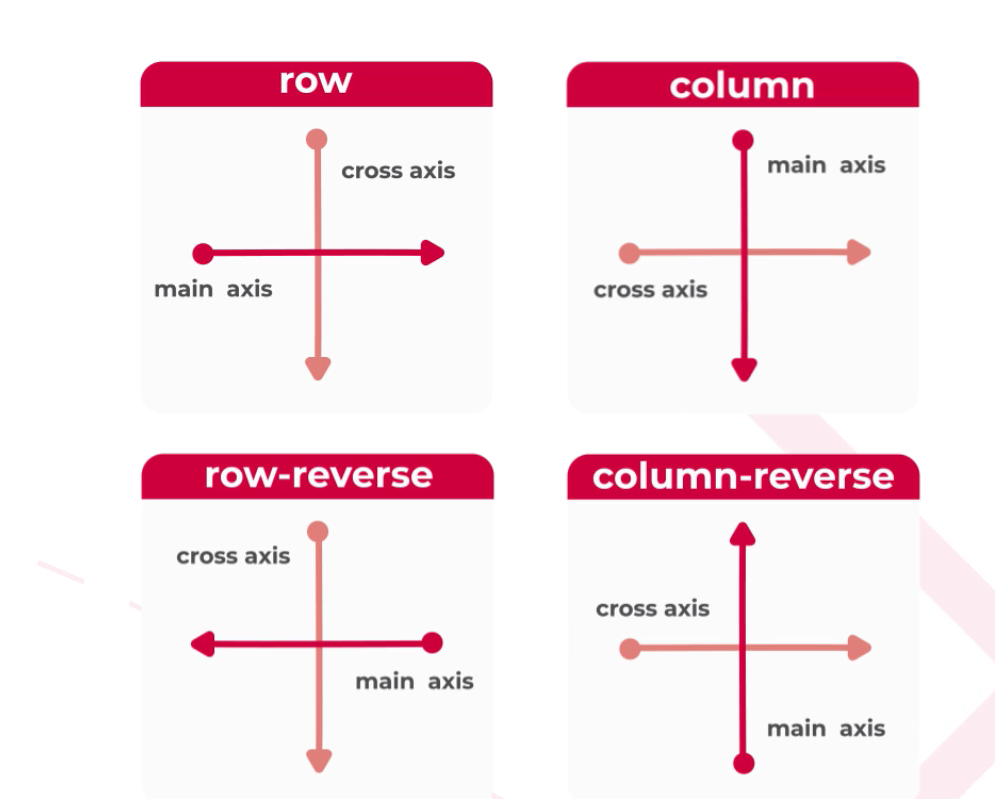 row
cross axis
main axis
column
main axis
cross axis
row-reverse
cross axis
main axis
column-reverse
cross axis
main axis